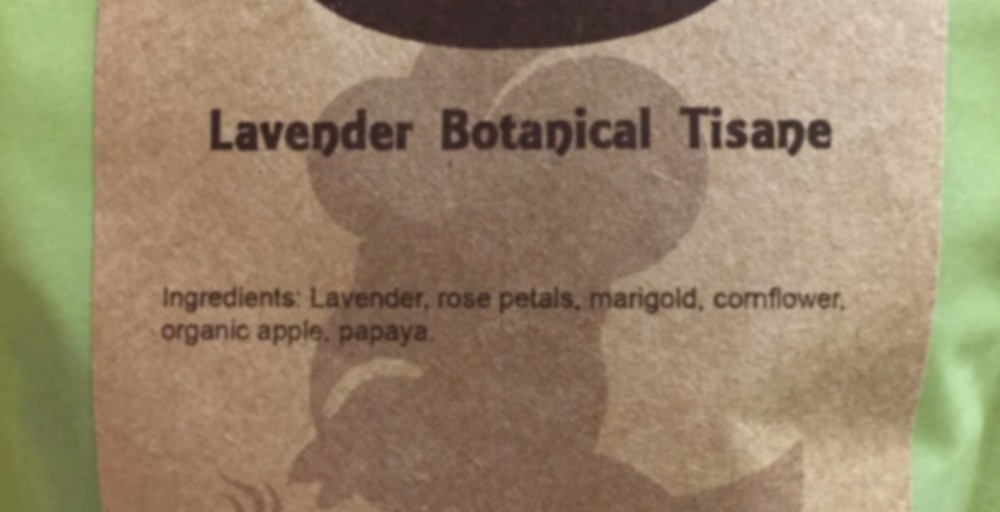 Lavender Botanical Tisane
Ingredients: Lavender, rose petals, marigold, cornflower,
organic apple, papaya.